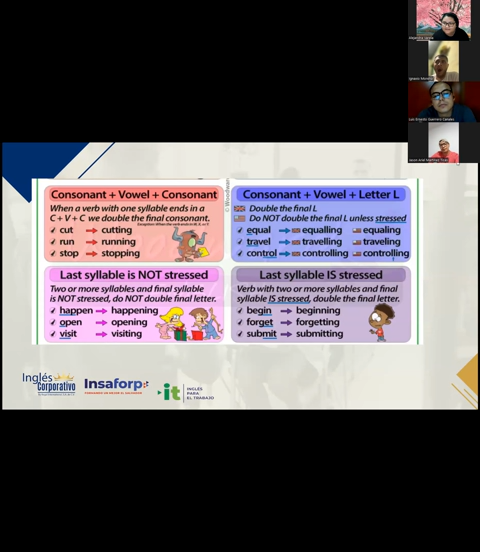 Consonant + Vowel + Consonant
When a verb with one syllable ends in a
C + V + C we double the final consonant.
cut cutting
run running
stop stopping
© Woodward
Consonant + Vowel + Letter L
Double the final L
Do NOT double the final L unless stressed
equal equalling equaling
travel travelling traveling
control controlling controlling
Last syllable is NOT stressed
Two or more syllables and final syllable
is NOT stressed, do NOT double final letter.
happen happening
open opening
visit visiting
Last syllable IS stressed
Verb with two or more syllables and final
syllable IS stressed, double the final letter.
begin beginning
forget forgetting
submit submitting
Inglés
Corporativo
Insaforp
it
INGLÉS
PARA
EL TRABAJO